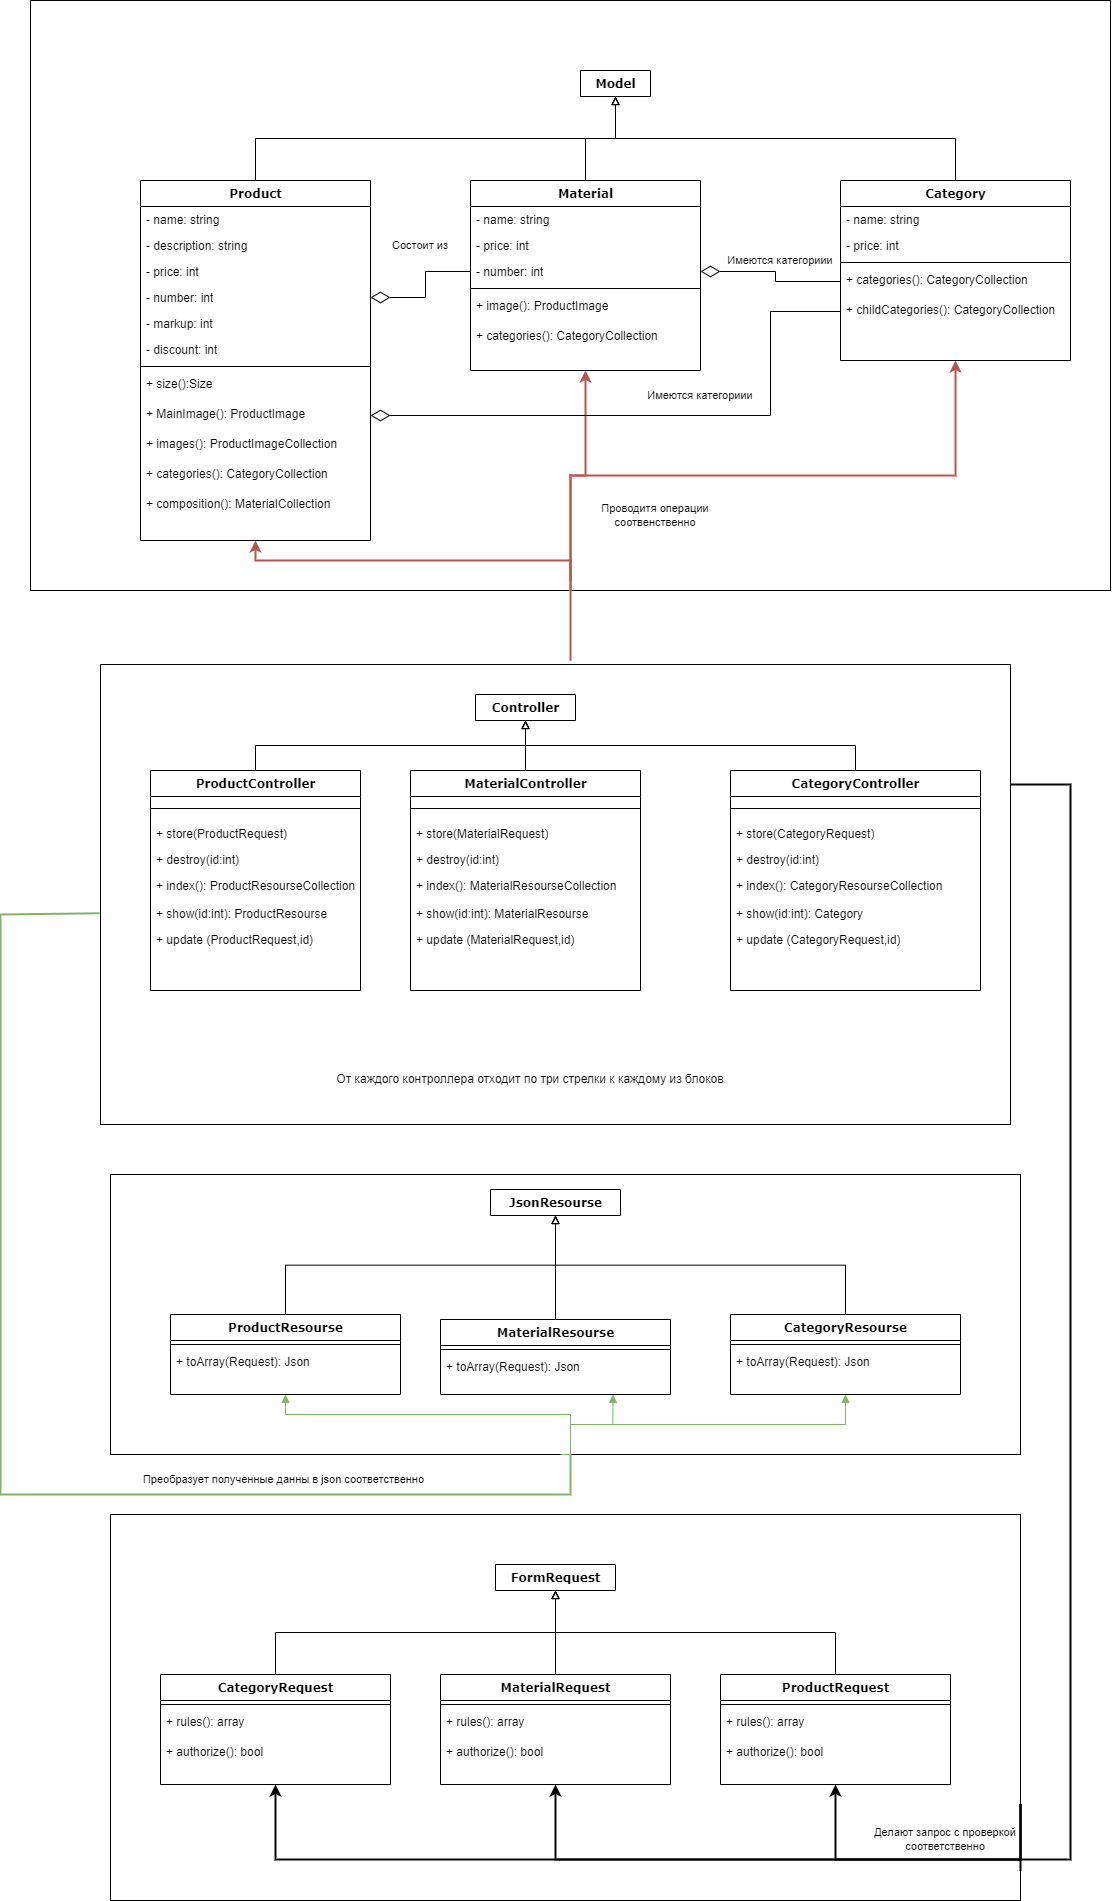 Model
Product
- name: string
- description: string
- price: int
- number: int
- markup: int
- discount: int
+ size():Size
+ MainImage(): ProductImage
+ images(): ProductImageCollection
+ categories(): CategoryCollection
+ composition(): MaterialCollection
Состоит из
Material
- name: string
- price: int
- number: int
+ image(): ProductImage
+ categories(): CategoryCollection
Имеются категориии
Category
- name: string
- price: int
+ categories(): CategoryCollection
+ childCategories(): CategoryCollection
Имеются категориии
Проводитя операции
соотвенственно
Controller
ProductController
+ store(ProductRequest)
+ destroy(id:int)
+ index(): ProductResourseCollection
+ show(id:int): ProductResourse
+ update (ProductRequest,id)
MaterialController
+ store(MaterialRequest)
+ destroy(id:int)
+ index(): MaterialResourseCollection
+ show(id:int): MaterialResourse
+ update (MaterialRequest,id)
CategoryController
+ store(CategoryRequest)
+ destroy(id:int)
+ index(): CategoryResourseCollection
+ show(id:int): Category
+ update (CategoryRequest,id)
От каждого контроллера отходит по три стрелки к каждому из блоков
JsonResourse
ProductResourse
+ toArray(Request): Json
MaterialResourse
+ toArray(Request): Json
CategoryResourse
+ toArray(Request): Json
Преобразует полученные данны в json соответственно
FormRequest
CategoryRequest
+ rules(): array
+ authorize(): bool
MaterialRequest
+ rules(): array
+ authorize(): bool
ProductRequest
+ rules(): array
+ authorize(): bool
Делают запрос с проверкой
соответственно